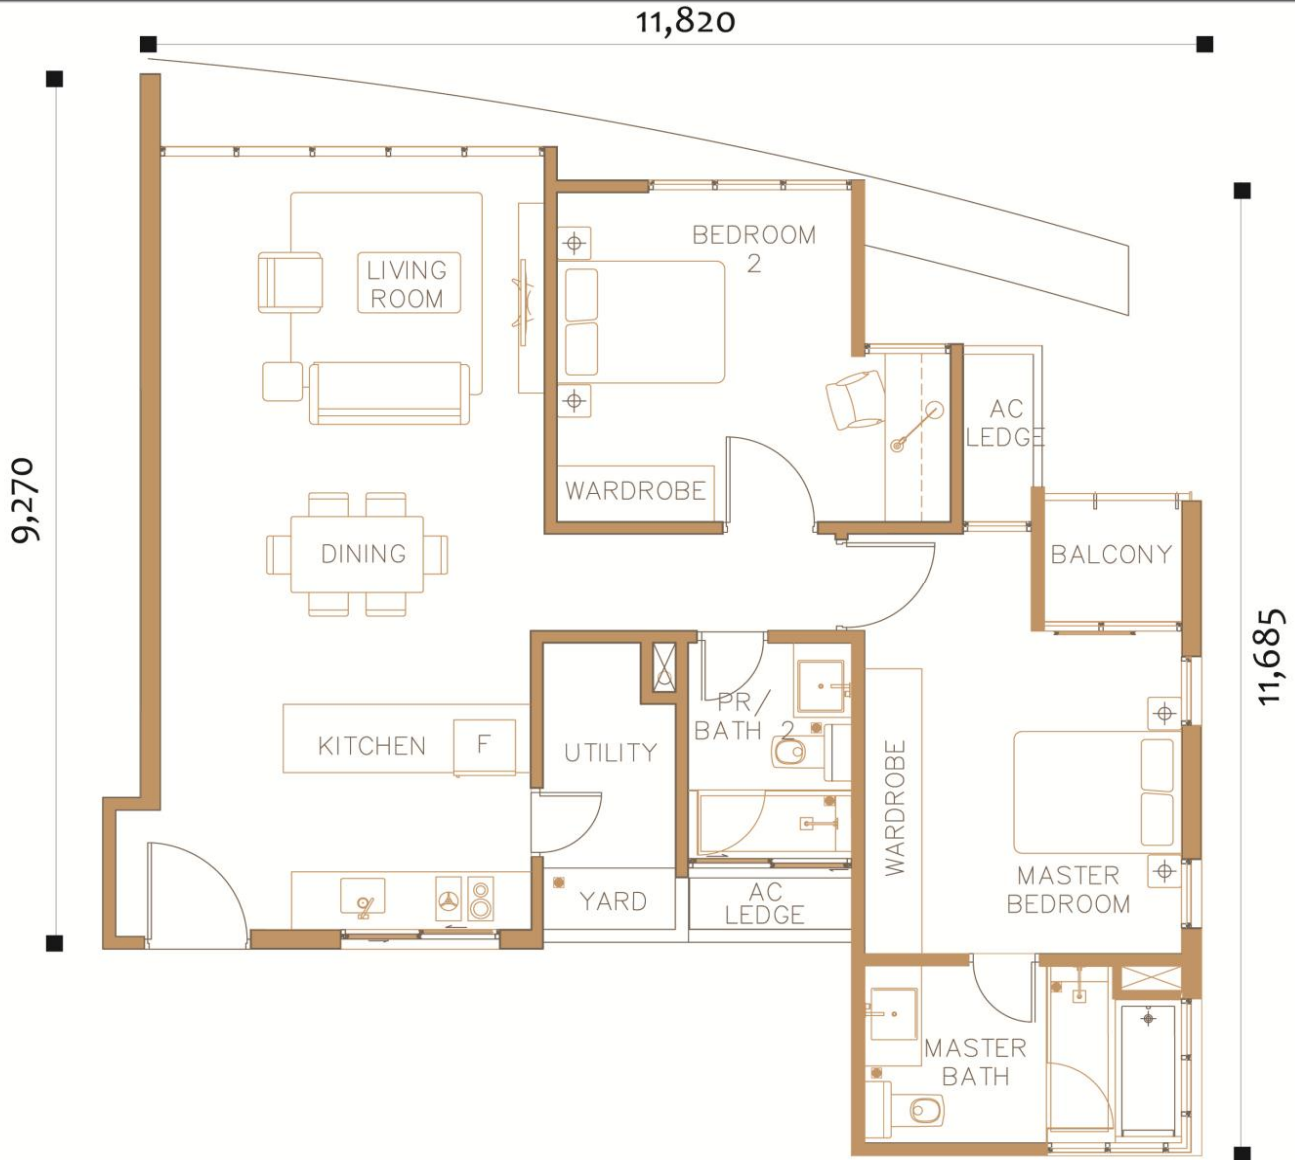 11,820
9,270
11,685
LIVING
ROOM
BEDROOM
2
AC
LEDGE
WARDROBE
DINING
BALCONY
KITCHEN
F
UTILITY
PR/
BATH 2
WARDROBE
MASTER
BEDROOM
YARD
AC
LEDGE
MASTER
BATH